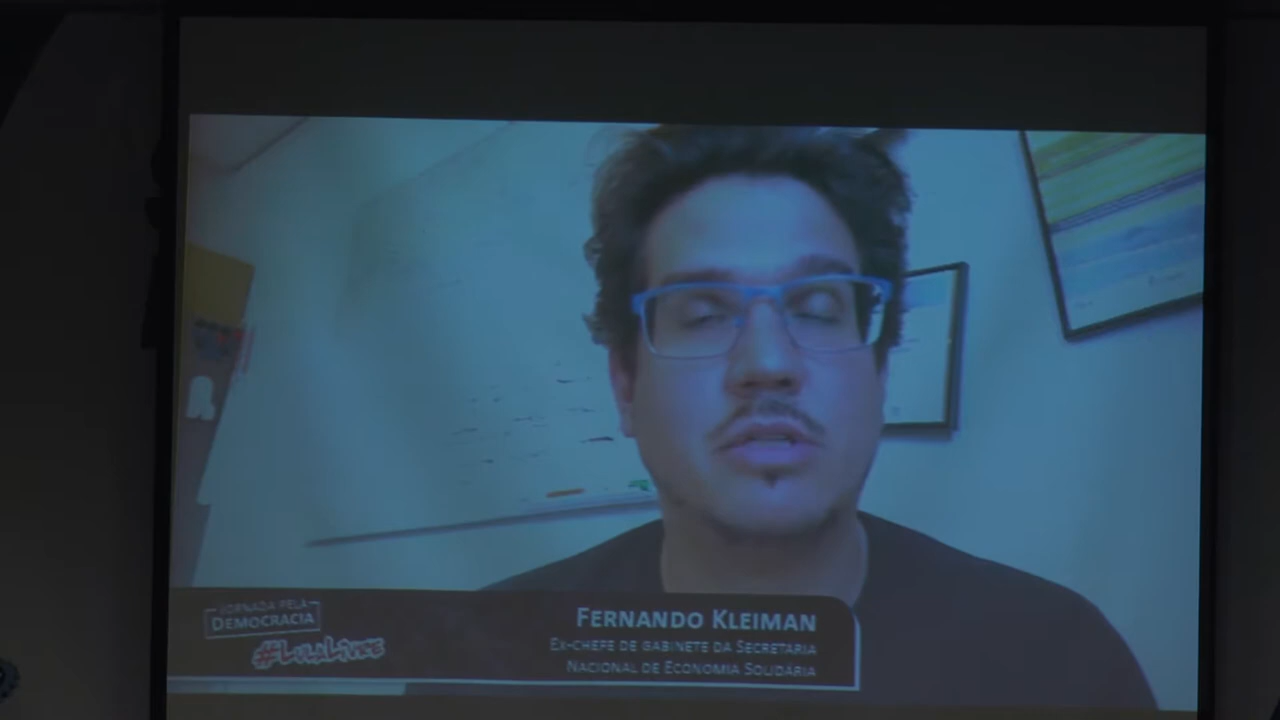 JORNADA PELA
DEMOCRACIA
#LULALIVRE
FERNANDO KLEIMAN
EX-CHEFE DE GABINETE DA SECRETARIA
NACIONAL DE ECONOMIA SOLIDÁRIA